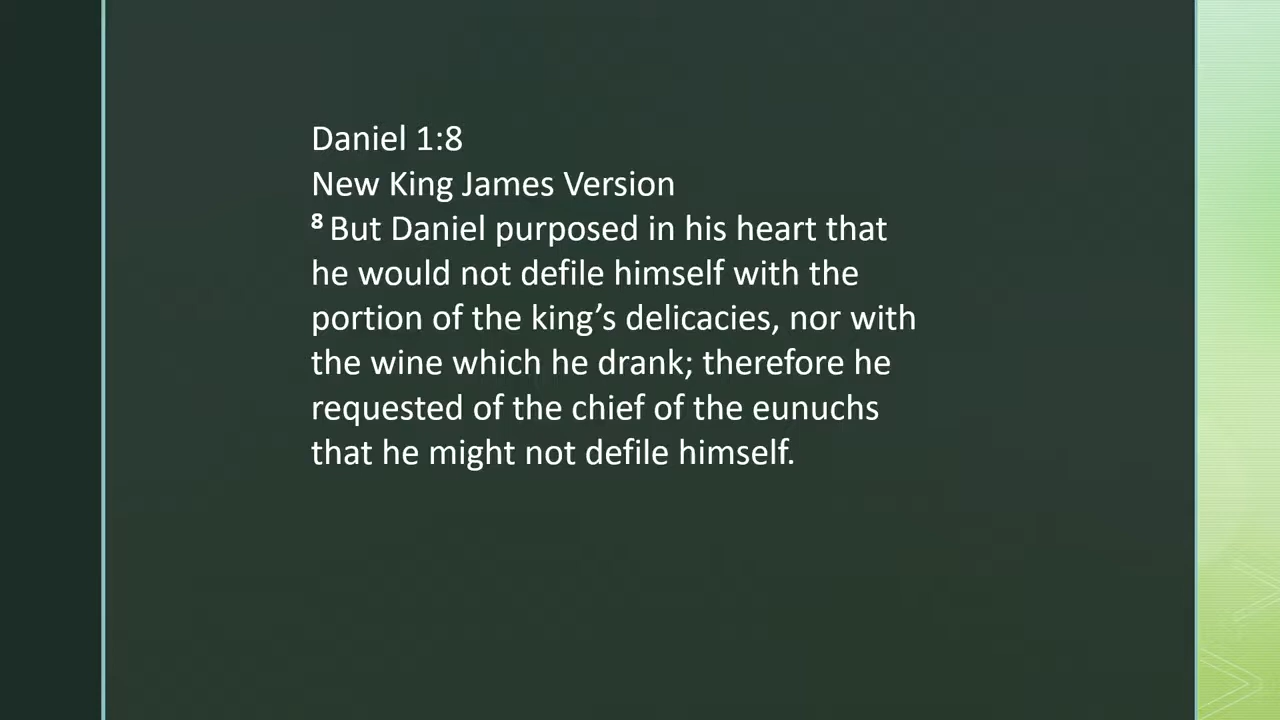 Daniel 1:8
New King James Version
8 But Daniel purposed in his heart that
he would not defile himself with the
portion of the king’s delicacies, nor with
the wine which he drank; therefore he
requested of the chief of the eunuchs
that he might not defile himself.